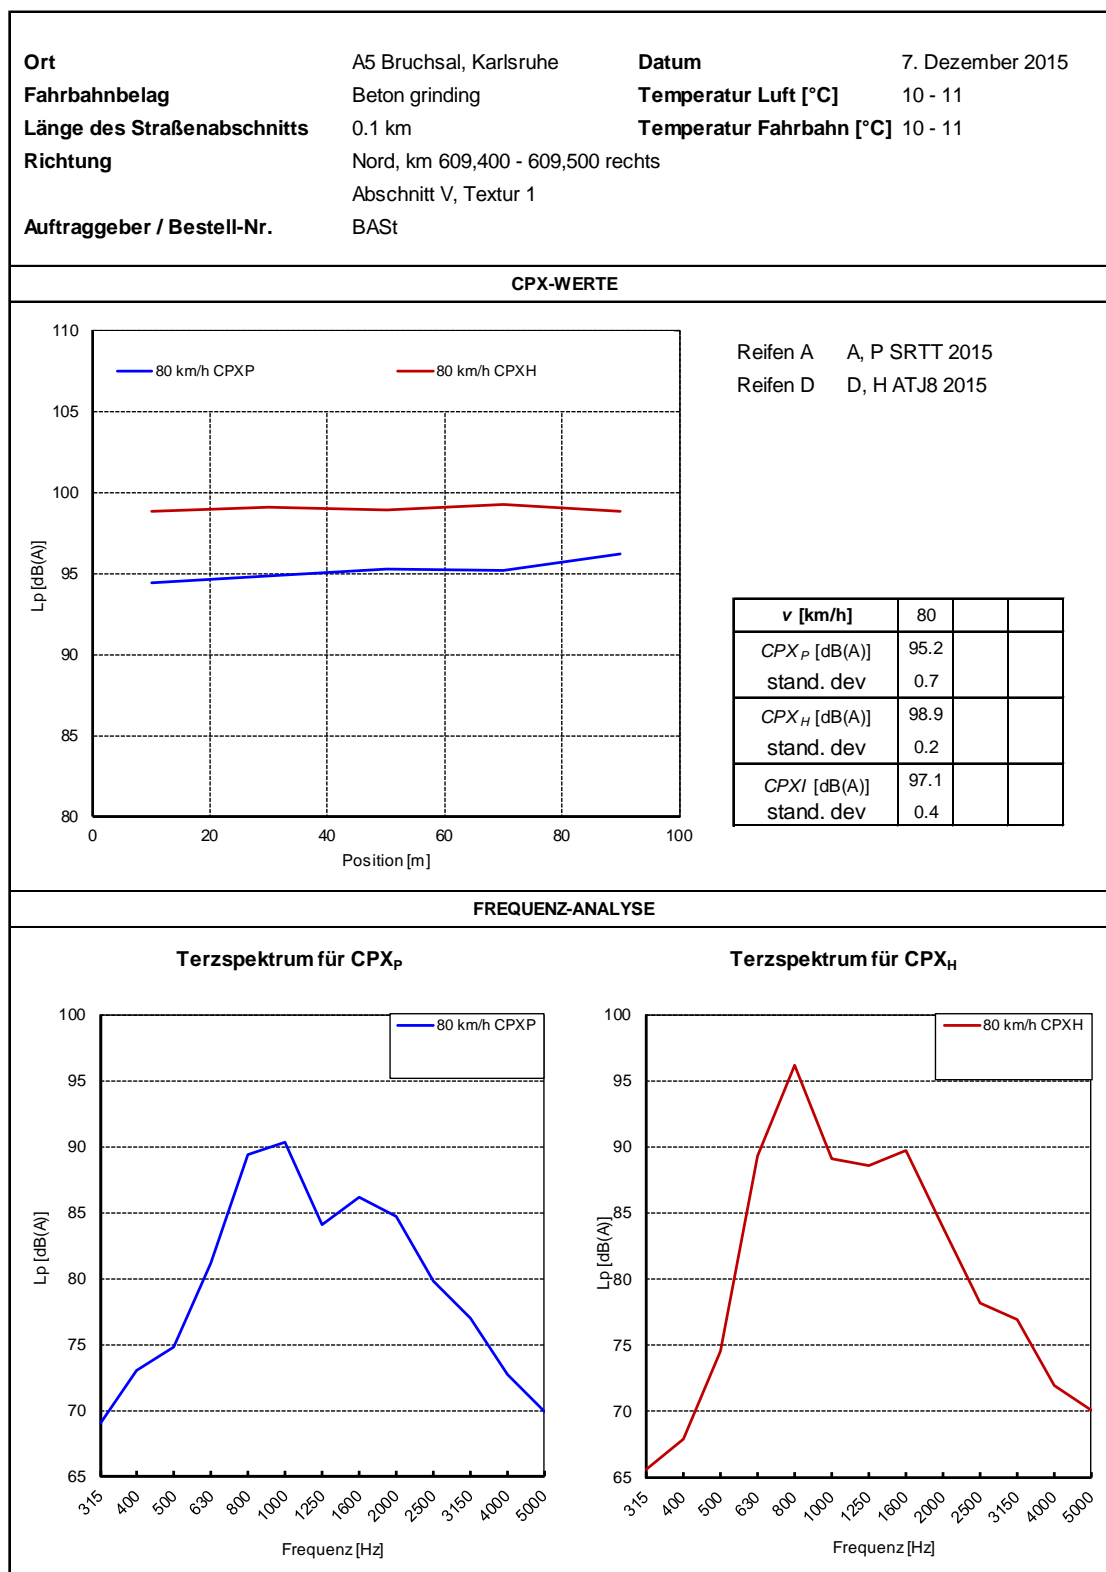 Ort A5 Bruchsal, Karlsruhe Datum 7. Dezember 2015
Fahrbahnbelag Beton grinding Temperatur Luft [°C] 10 - 11
Länge des Straßenabschnitts 0.1 km Temperatur Fahrbahn [°C] 10 - 11
Richtung Nord, km 609,400 - 609,500 rechts
Abschnitt V, Textur 1
Auftraggeber / Bestell-Nr. BASt
CPX-WERTE
110
105
100
95
90
85
80
Lp [dB(A)]
80 km/h CPXP 80 km/h CPXH
0 20 40 60 80 100
Position [m]
Reifen A A, P SRTT 2015
Reifen D D, H ATJ8 2015
v [km/h] 80
CPX P [dB(A)] 95.2
stand. dev 0.7
CPX H [dB(A)] 98.9
stand. dev 0.2
CPXI [dB(A)] 97.1
stand. dev 0.4
FREQUENZ-ANALYSE
Terzspektrum für CPXP
100
95
90
85
80
75
70
65
Lp [dB(A)]
80 km/h CPXP
315 400 500 630 800 1000 1250 1600 2000 2500 3150 4000 5000
Frequenz [Hz]
Terzspektrum für CPXH
100
95
90
85
80
75
70
65
Lp [dB(A)]
80 km/h CPXH
315 400 500 630 800 1000 1250 1600 2000 2500 3150 4000 5000
Frequenz [Hz]